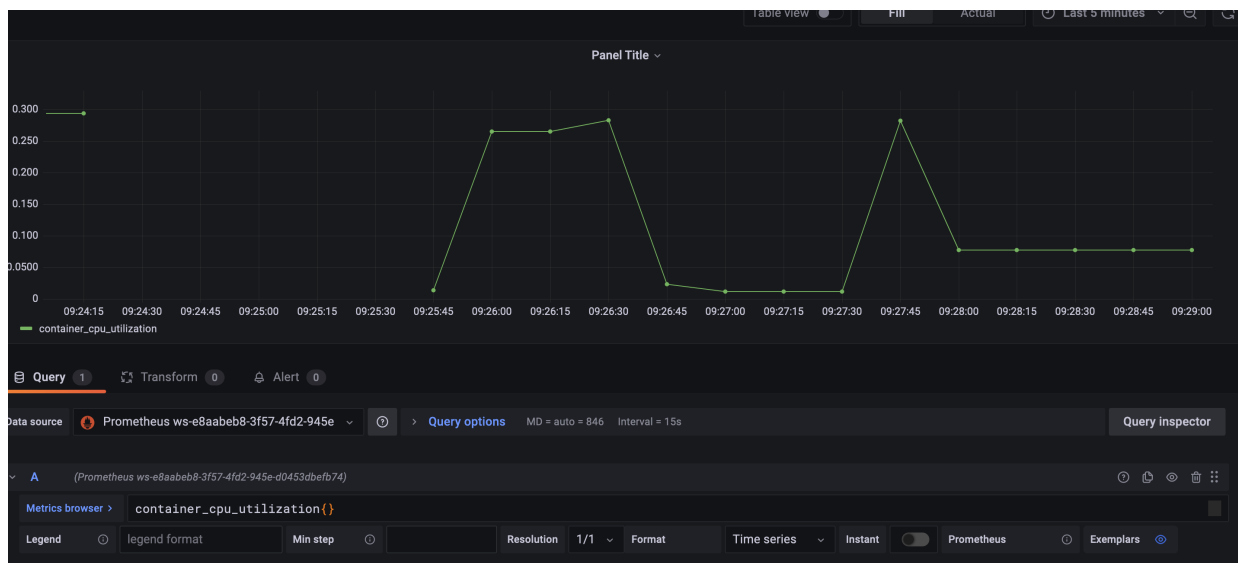 Table view Fill Actual Last 5 minutes
Panel Title
0.300
0.250
0.200
0.150
0.100
0.0500
0
09:24:15 09:24:30 09:24:45 09:25:00 09:25:15 09:25:30 09:25:45 09:26:00 09:26:15 09:26:30 09:26:45 09:27:00 09:27:15 09:27:30 09:27:45 09:28:00 09:28:15 09:28:30 09:28:45 09:29:00
container_cpu_utilization
Query 1 Transform 0 Alert 0
Data source Prometheus ws-e8aabeb8-3f57-4fd2-945e Query options MD = auto = 846 Interval = 15s Query inspector
A (Prometheus ws-e8aabeb8-3f57-4fd2-945e-d0453dbefb74)
Metrics browser > container_cpu_utilization{}
Legend legend format Min step Resolution 1/1 Format Time series Instant Prometheus Exemplars